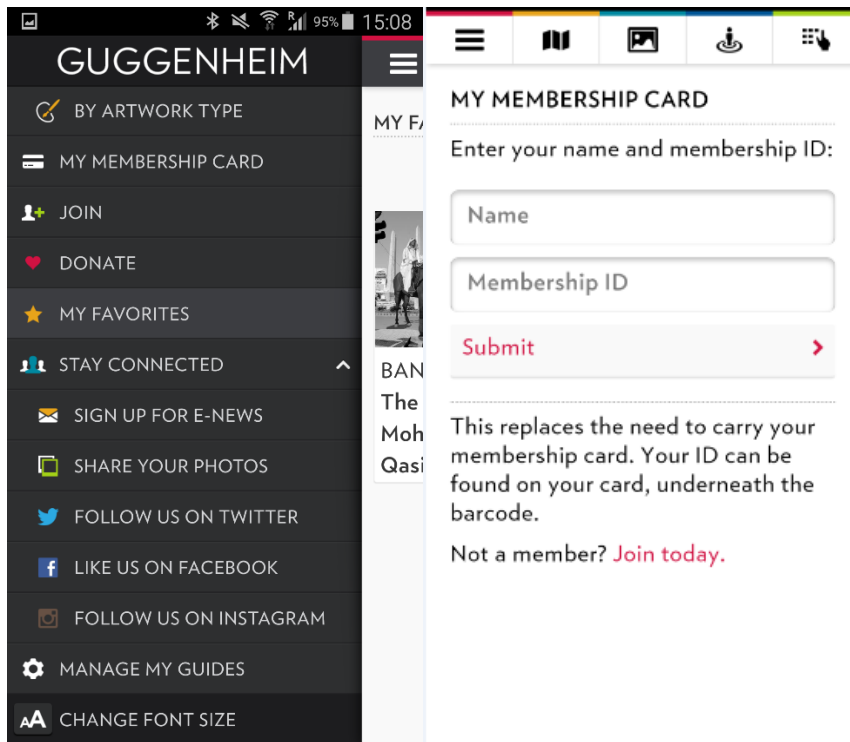 95% 15:08
GUGGENHEIM
BY ARTWORK TYPE
MY MEMBERSHIP CARD
JOIN
DONATE
MY FAVORITES
STAY CONNECTED
SIGN UP FOR E-NEWS
SHARE YOUR PHOTOS
FOLLOW US ON TWITTER
LIKE US ON FACEBOOK
FOLLOW US ON INSTAGRAM
MANAGE MY GUIDES
AA CHANGE FONT SIZE
MY FA
BAN
The
Moh
Qasi
MY MEMBERSHIP CARD
Enter your name and membership ID:
Name
Membership ID
Submit
This replaces the need to carry your
membership card. Your ID can be
found on your card, underneath the
barcode.
Not a member? Join today.